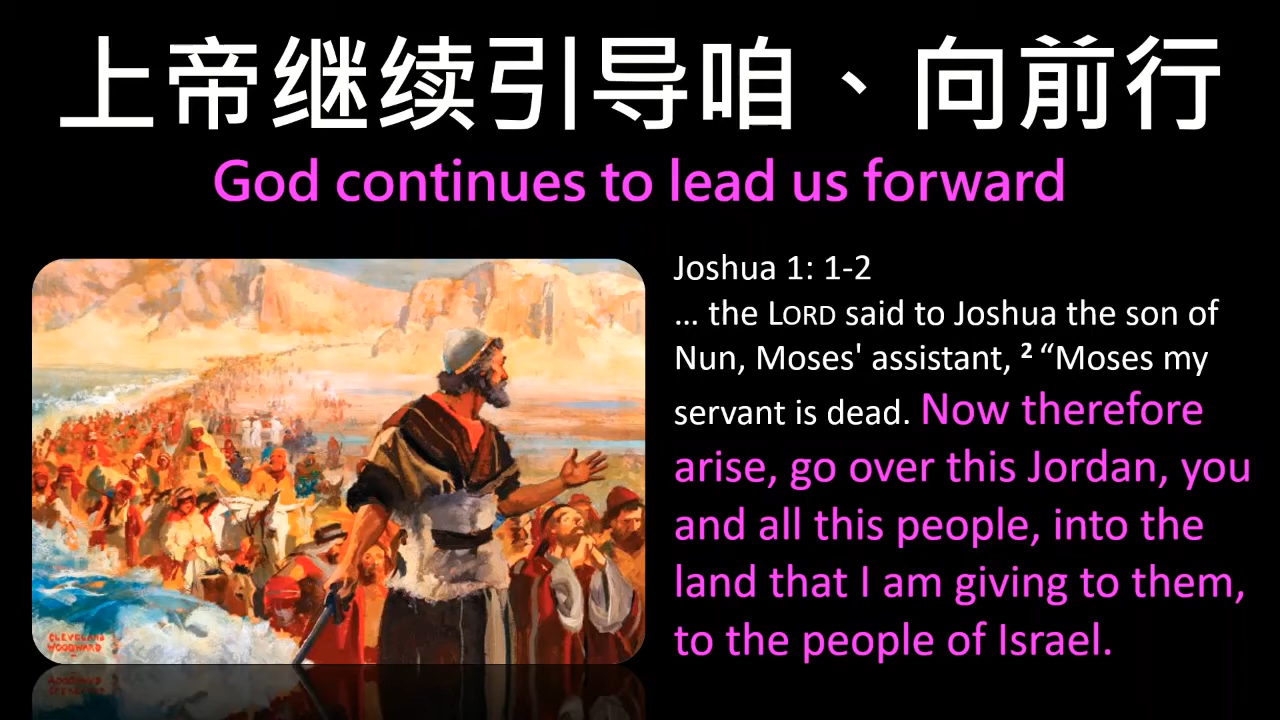 上帝继续引导咱、向前行
God continues to lead us forward
Joshua 1: 1-2
… the LORD said to Joshua the son of
Nun, Moses' assistant, ² “Moses my
servant is dead. Now therefore
arise, go over this Jordan, you
and all this people, into the
land that I am giving to them,
to the people of Israel.
CLEVELAND
WOODWARD